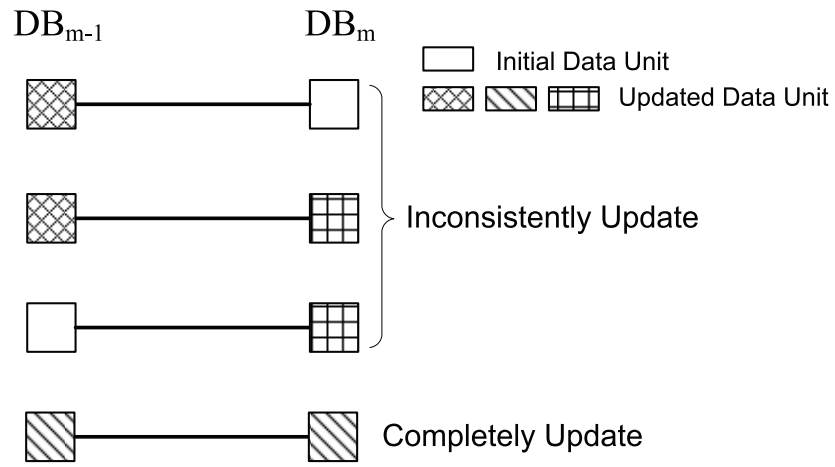 DBm-1
DBm
Initial Data Unit
Updated Data Unit
Inconsistently Update
Completely Update